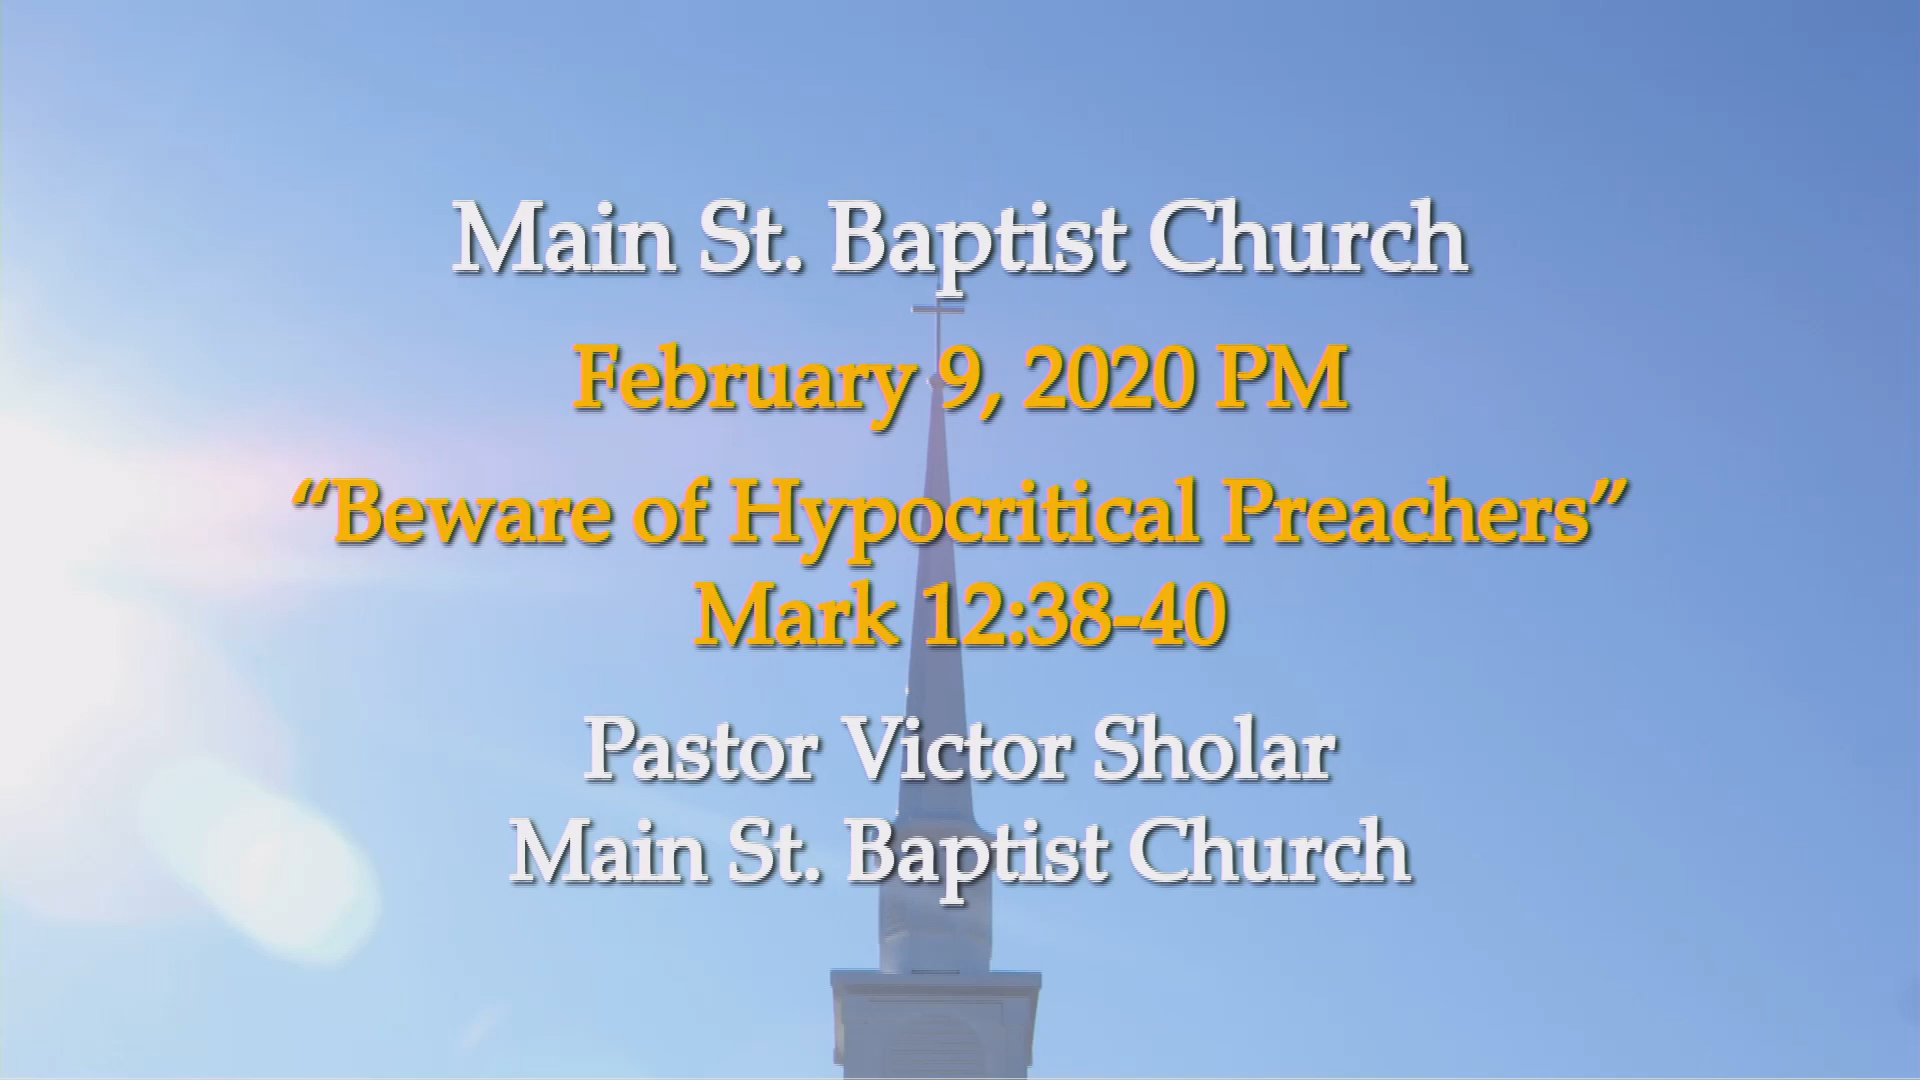 Main St. Baptist Church
February 9, 2020 PM
“Beware of Hypocritical Preachers”
Mark 12:38-40
Pastor Victor Sholar
Main St. Baptist Church